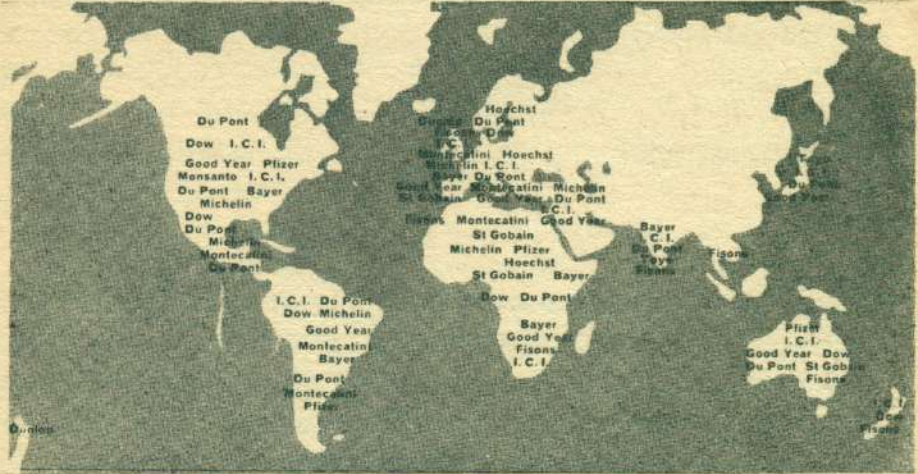 Du Pont
Dow I.C.I.
Good Year Pfizer
Monsanto I.C.I.
Du Pont Bayer
Michelin
Dow
Du Pont
Michelin
Montecatini
Du Pont
I.C.I. Du Pont
Dow Michelin
Good Year
Montecatini
Bayer
Du Pont
Montecatini
Pfizer
Dunlop
Hoechst
Du Pont
Dow
I.C.
Montecatini Hoechst
Michelin I.C.I.
Bayer Du Pont
Good Year Montecatini Michelin
St Gobain Good Year Du Pont
I.C.I.
Fisons Montecatini Good Year
St Gobain
Michelin Pfizer
Hoechst
St Gobain Bayer
Dow Du Pont
Bayer
Good Year
Fisons
I.C.I.
Bayer
I.C.I.
Du Pont
Fisons
Fisons
Du Pont
Good Year
Pfizer
I.C.I.
Good Year Dow
Du Pont St Gobain
Fisons
I.C.I.
Dow
Fisons